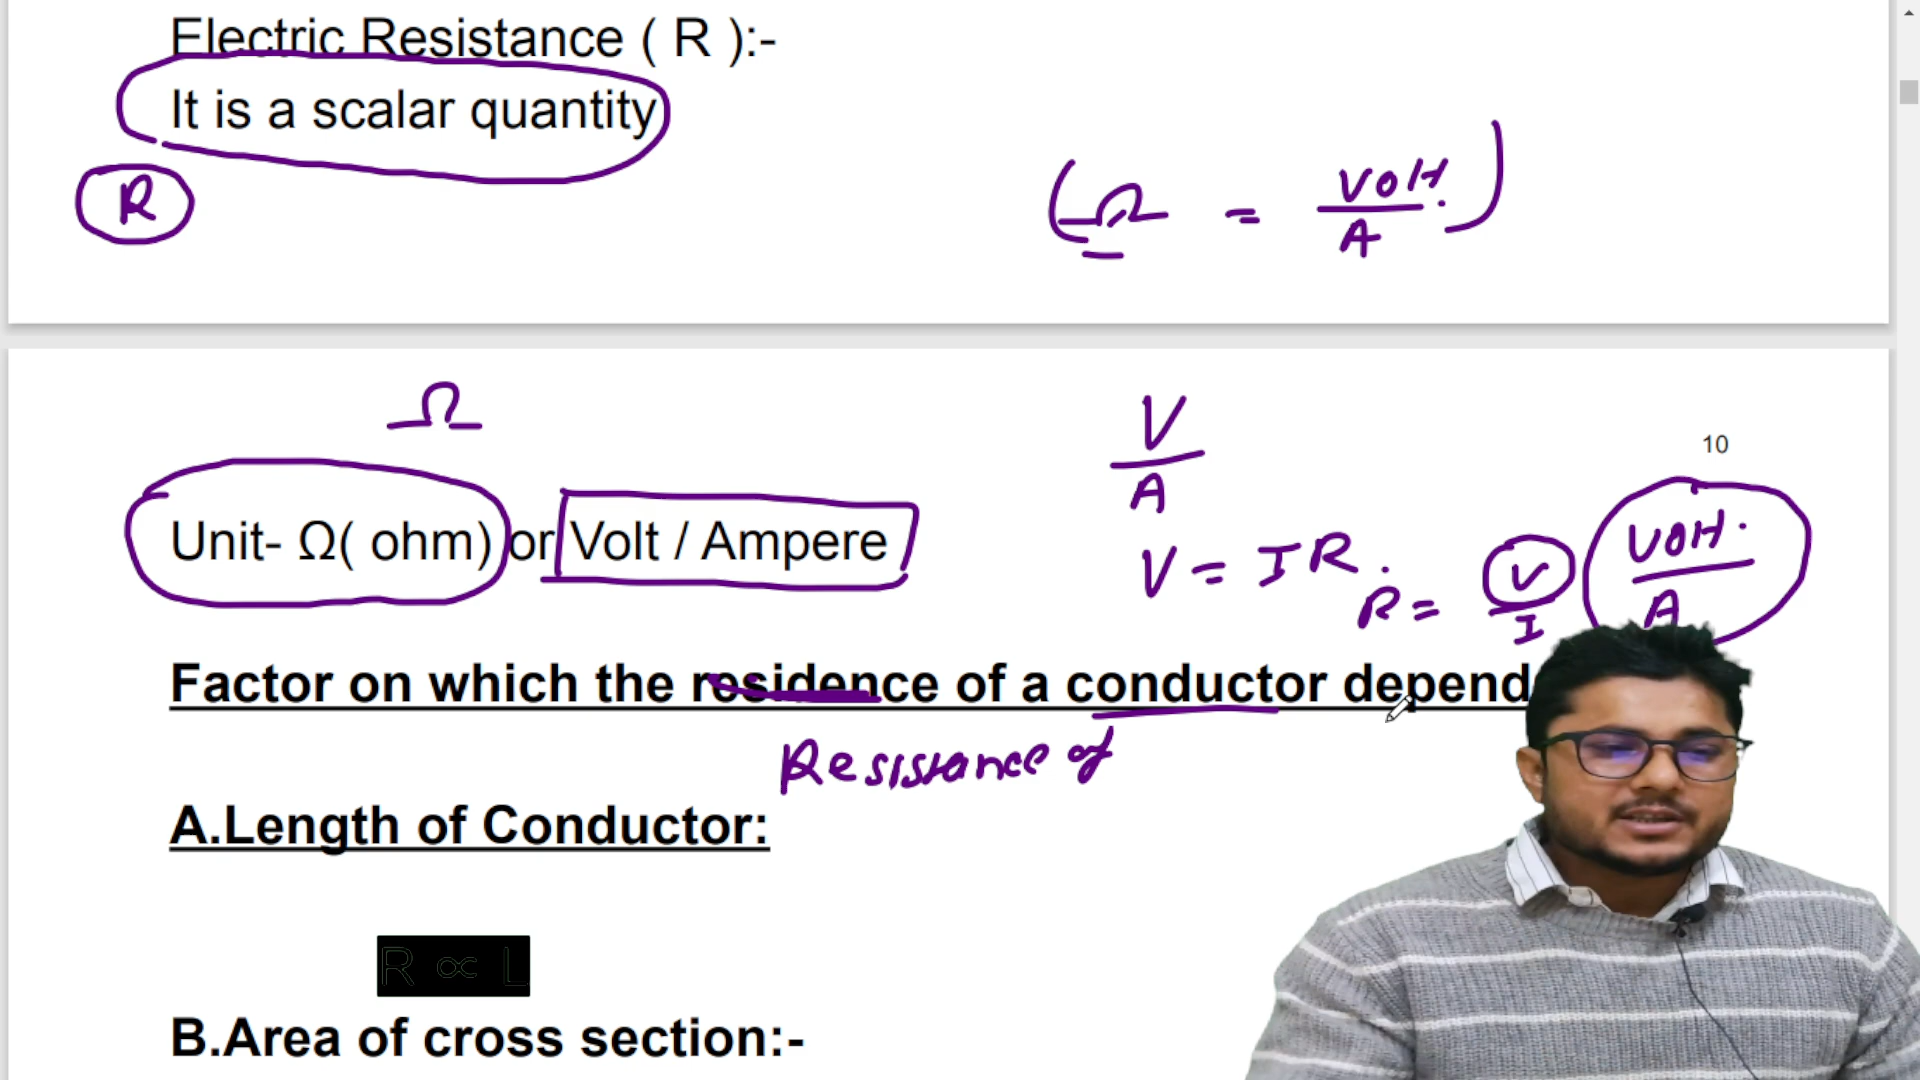 Electric Resistance ( R ):-
It is a scalar quantity
R
Ω = Volt. / A
Ω
V / A
10
Unit- Ω( ohm) or Volt / Ampere
V = IR.
R = V / I
Volt. / A
Factor on which the residence of a conductor depend
Resistance of
A.Length of Conductor:
R ∝ L
B.Area of cross section:-